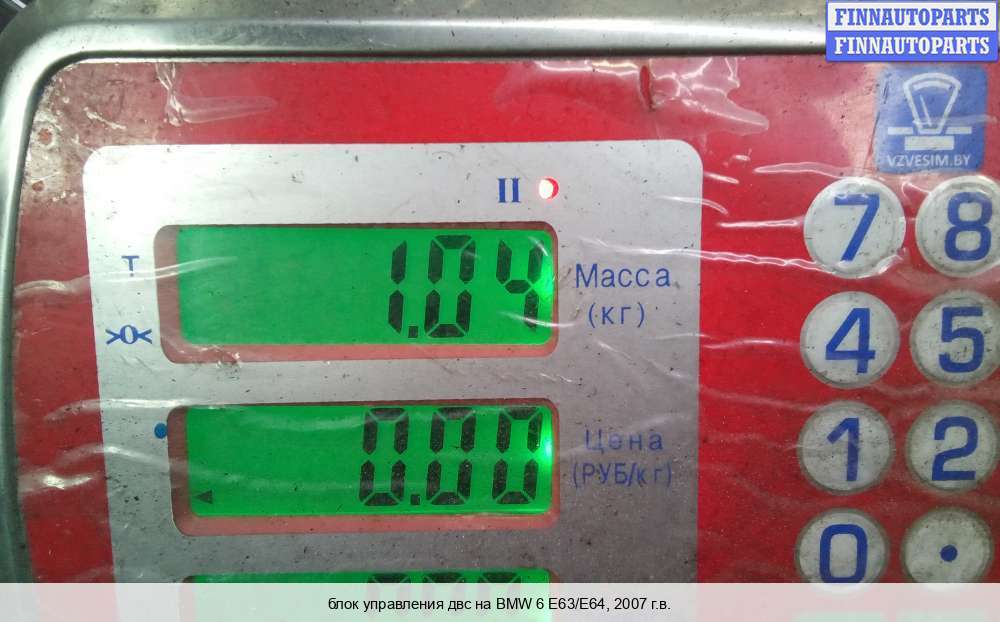 FINNAUTOPARTS
FINNAUTOPARTS
VZVESIM.BY
II
T
1.04
Масса
(кг)
>0<
7
8
4
5
0.00
Цена
(РУБ/кг)
1
2
0
.
блок управления двс на BMW 6 E63/E64, 2007 г.в.